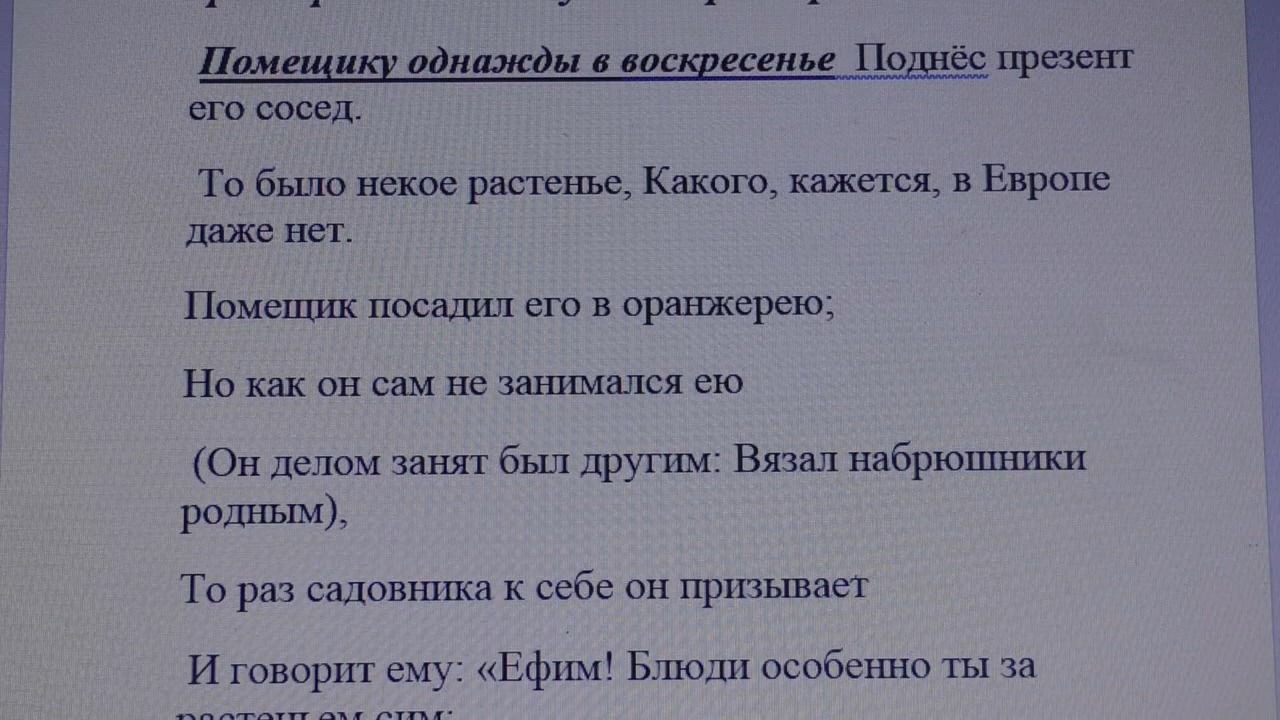 Помещику однажды в воскресенье Поднёс презент
его сосед.
То было некое растенье, Какого, кажется, в Европе
даже нет.
Помещик посадил его в оранжерею;
Но как он сам не занимался ею
(Он делом занят был другим: Вязал набрюшники
родным),
То раз садовника к себе он призывает
И говорит ему: «Ефим! Блюди особенно ты за
растеньем сим;